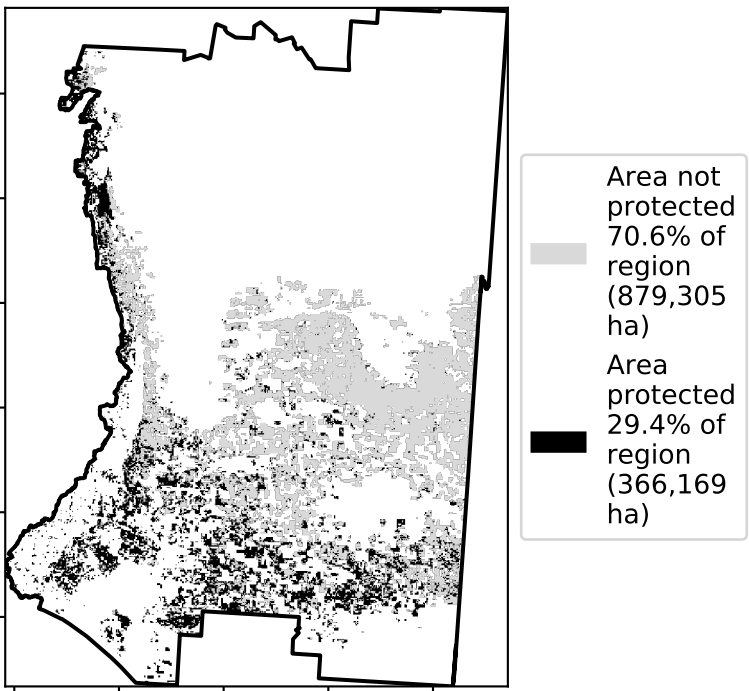 Area not
protected
70.6% of
region
(879,305
ha)
Area
protected
29.4% of
region
(366,169
ha)